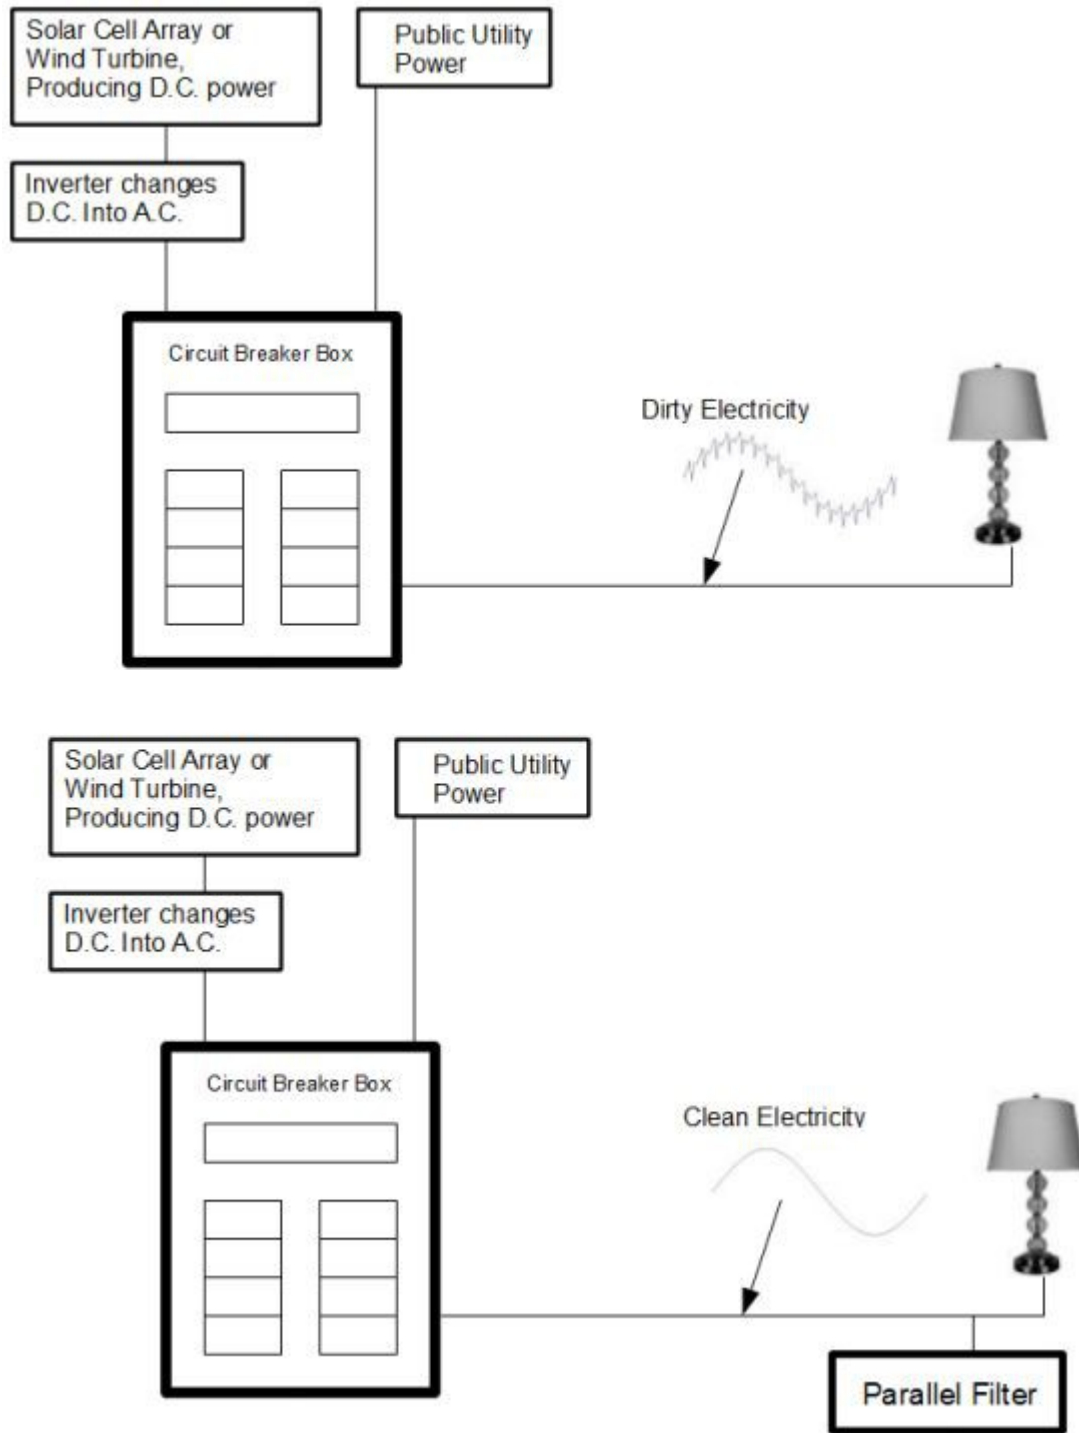 Solar Cell Array or
Wind Turbine,
Producing D.C. power
Public Utility
Power
Inverter changes
D.C. Into A.C.
Circuit Breaker Box
Dirty Electricity
Solar Cell Array or
Wind Turbine,
Producing D.C. power
Public Utility
Power
Inverter changes
D.C. Into A.C.
Circuit Breaker Box
Clean Electricity
Parallel Filter